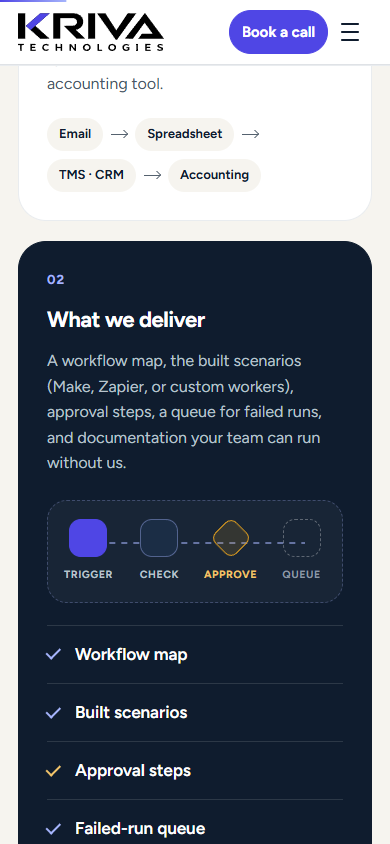 KRIVA
TECHNOLOGIES
Book a call
accounting tool.
Email → Spreadsheet →
TMS · CRM → Accounting
02
What we deliver
A workflow map, the built scenarios
(Make, Zapier, or custom workers),
approval steps, a queue for failed runs,
and documentation your team can run
without us.
TRIGGER CHECK APPROVE QUEUE
Workflow map
Built scenarios
Approval steps
Failed-run queue